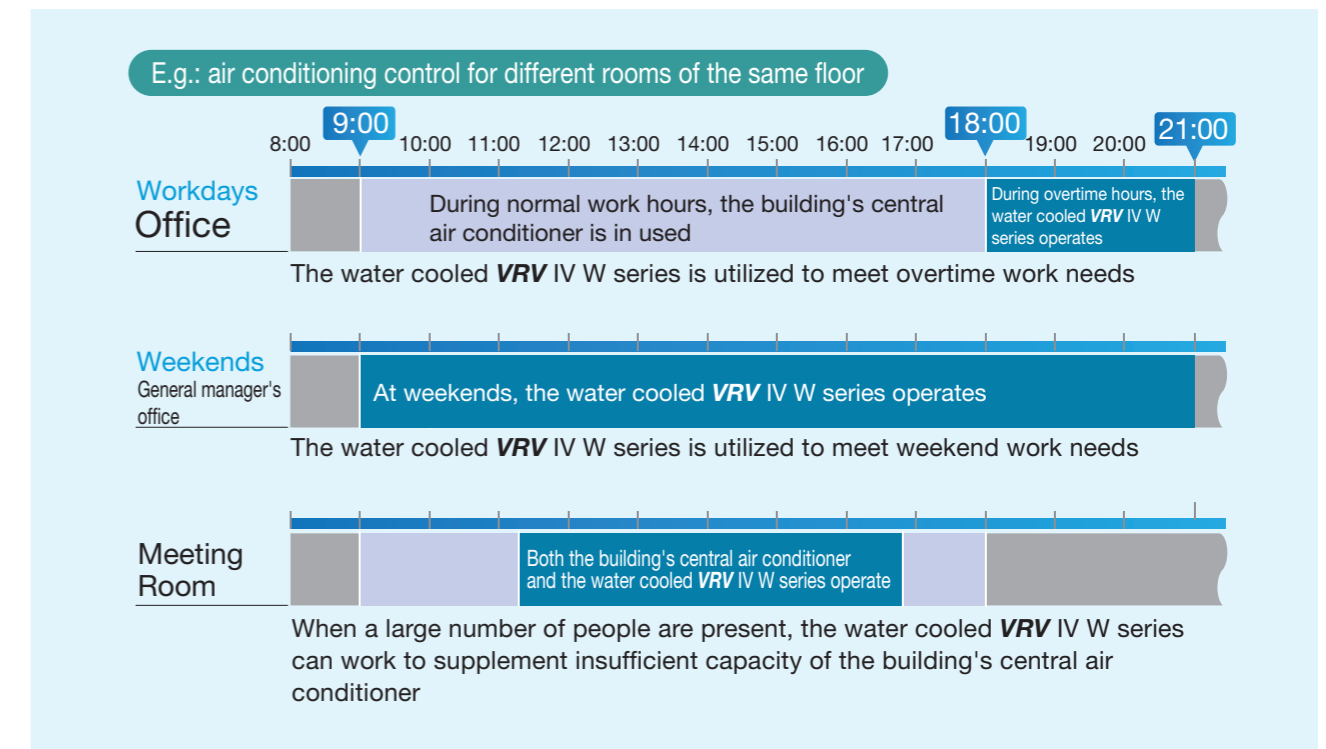 E.g.: air conditioning control for different rooms of the same floor
8:00 9:00 10:00 11:00 12:00 13:00 14:00 15:00 16:00 17:00 18:00 19:00 20:00 21:00
Workdays
Office
During normal work hours, the building's central
air conditioner is in used
During overtime hours, the
water cooled VRV IV W
series operates
The water cooled VRV IV W series is utilized to meet overtime work needs
Weekends
General manager's
office
At weekends, the water cooled VRV IV W series operates
The water cooled VRV IV W series is utilized to meet weekend work needs
Meeting
Room
Both the building's central air conditioner
and the water cooled VRV IV W series operate
When a large number of people are present, the water cooled VRV IV W series
can work to supplement insufficient capacity of the building's central air
conditioner